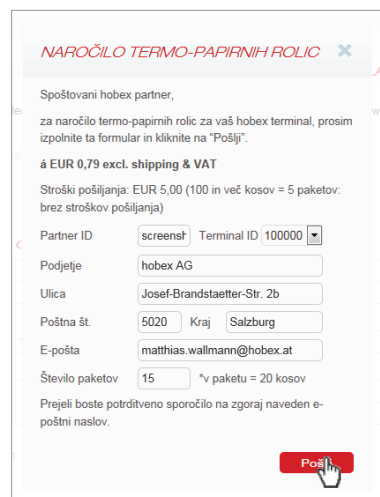 NAROČILO TERMO-PAPIRNIH ROLIC
Spoštovani hobex partner,
za naročilo termo-papirnih rolic za vaš hobex terminal, prosim
izpolnite ta formular in kliknite na “Pošlji”.
á EUR 0,79 excl. shipping & VAT
Stroški pošiljanja: EUR 5,00 (100 in več kosov = 5 paketov:
brez stroškov pošiljanja)
Partner ID screensh Terminal ID 100000
Podjetje hobex AG
Ulica Josef-Brandstaetter-Str. 2b
Poštna št. 5020 Kraj Salzburg
E-pošta matthias.wallmann@hobex.at
Število paketov 15 *v paketu = 20 kosov
Prejeli boste potrditveno sporočilo na zgoraj naveden e-
poštni naslov.